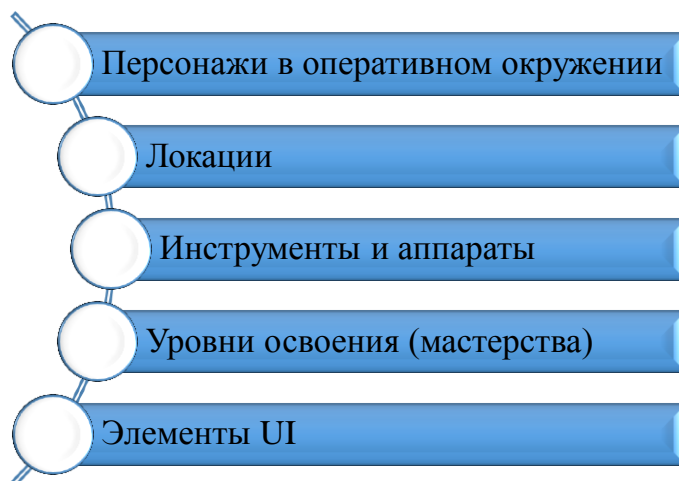 Персонажи в оперативном окружении
Локации
Инструменты и аппараты
Уровни освоения (мастерства)
Элементы UI